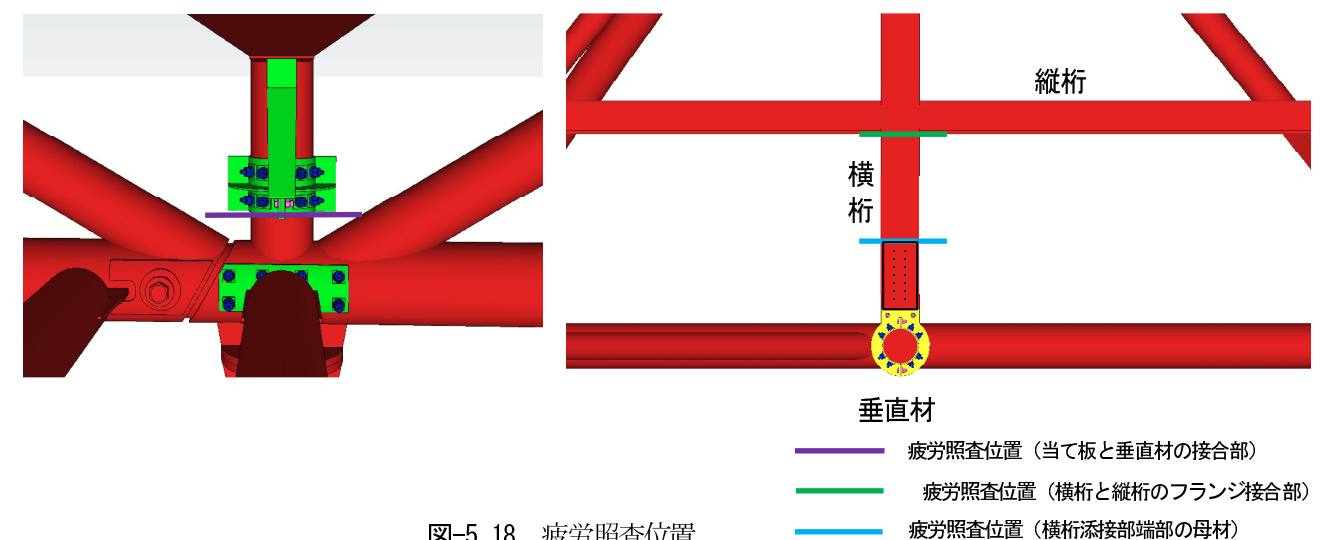 縦桁
横
桁
垂直材
疲労照査位置（当て板と垂直材の接合部）
疲労照査位置（横桁と縦桁のフランジ接合部）
疲労照査位置（横桁添接部端部の母材）
図-5.18 疲労照査位置